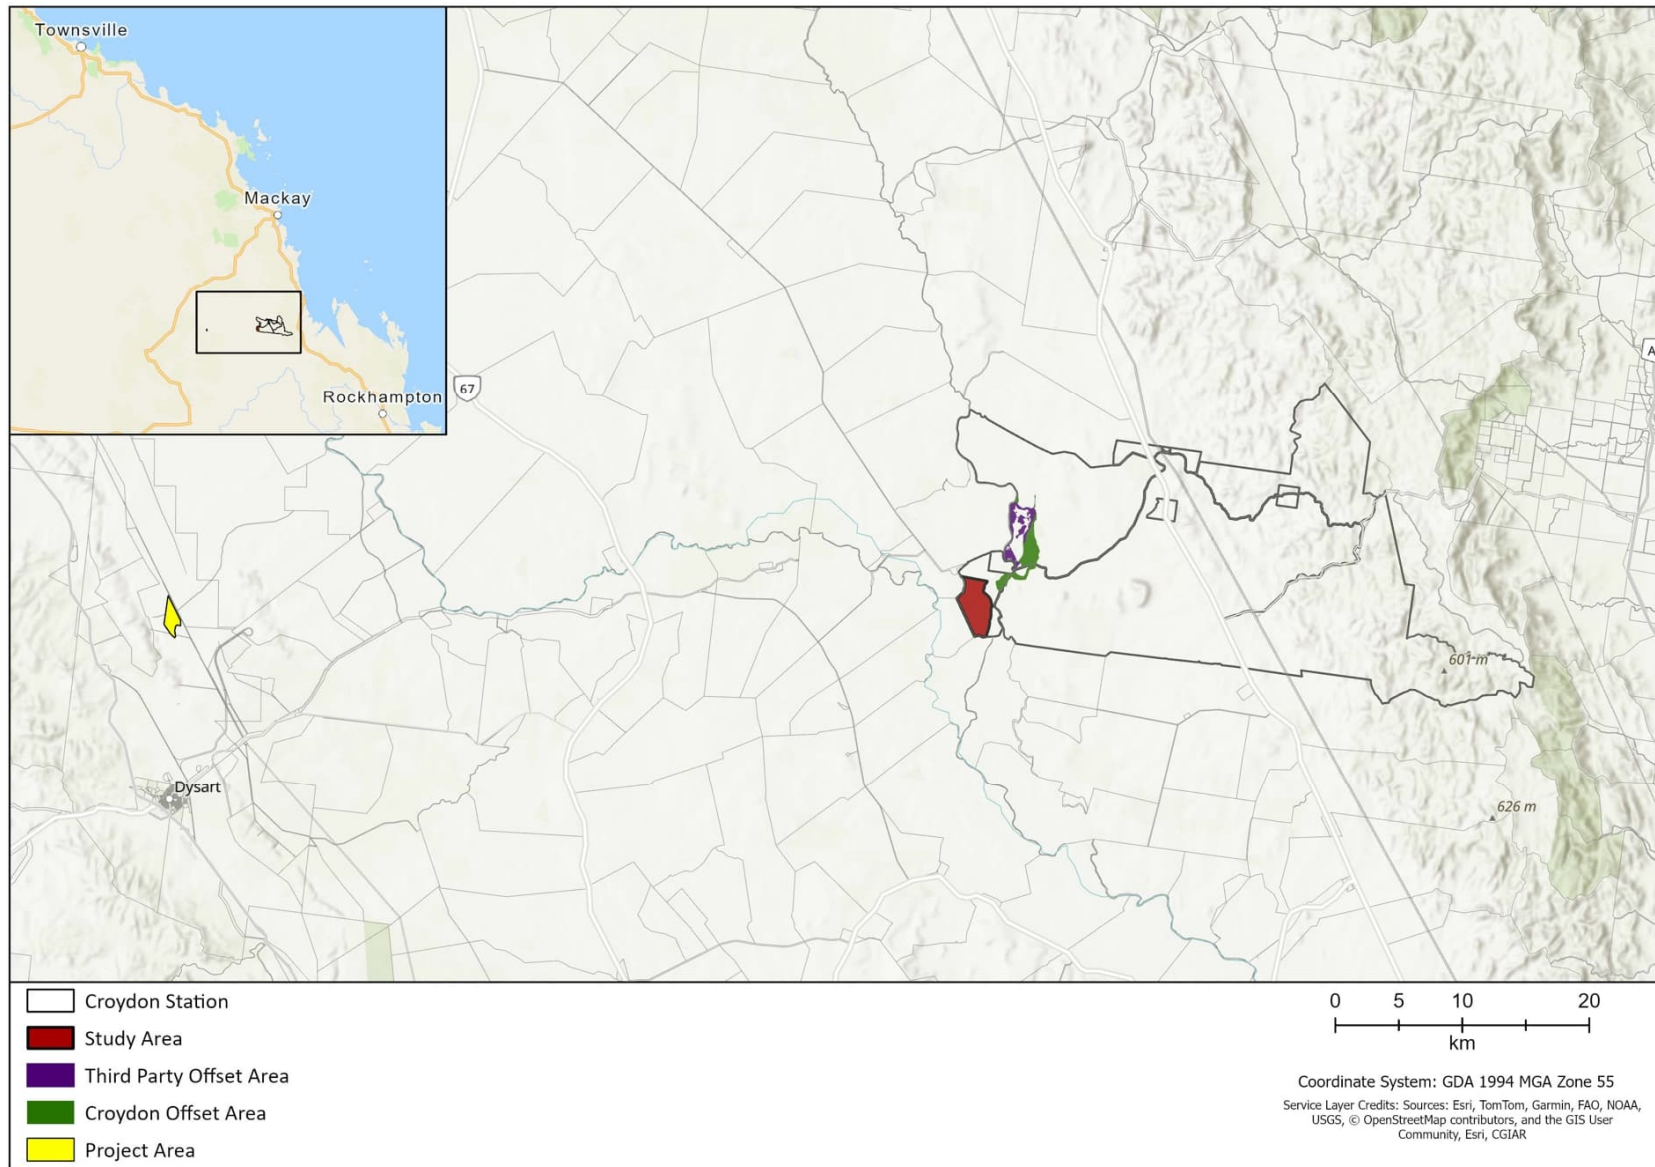 Townsville
Mackay
Rockhampton
67
A
601 m
626 m
Dysart
Croydon Station
Study Area
Third Party Offset Area
Croydon Offset Area
Project Area
0 5 10 20
km
Coordinate System: GDA 1994 MGA Zone 55
Service Layer Credits: Sources: Esri, TomTom, Garmin, FAO, NOAA,
USGS, © OpenStreetMap contributors, and the GIS User
Community, Esri, CGIAR